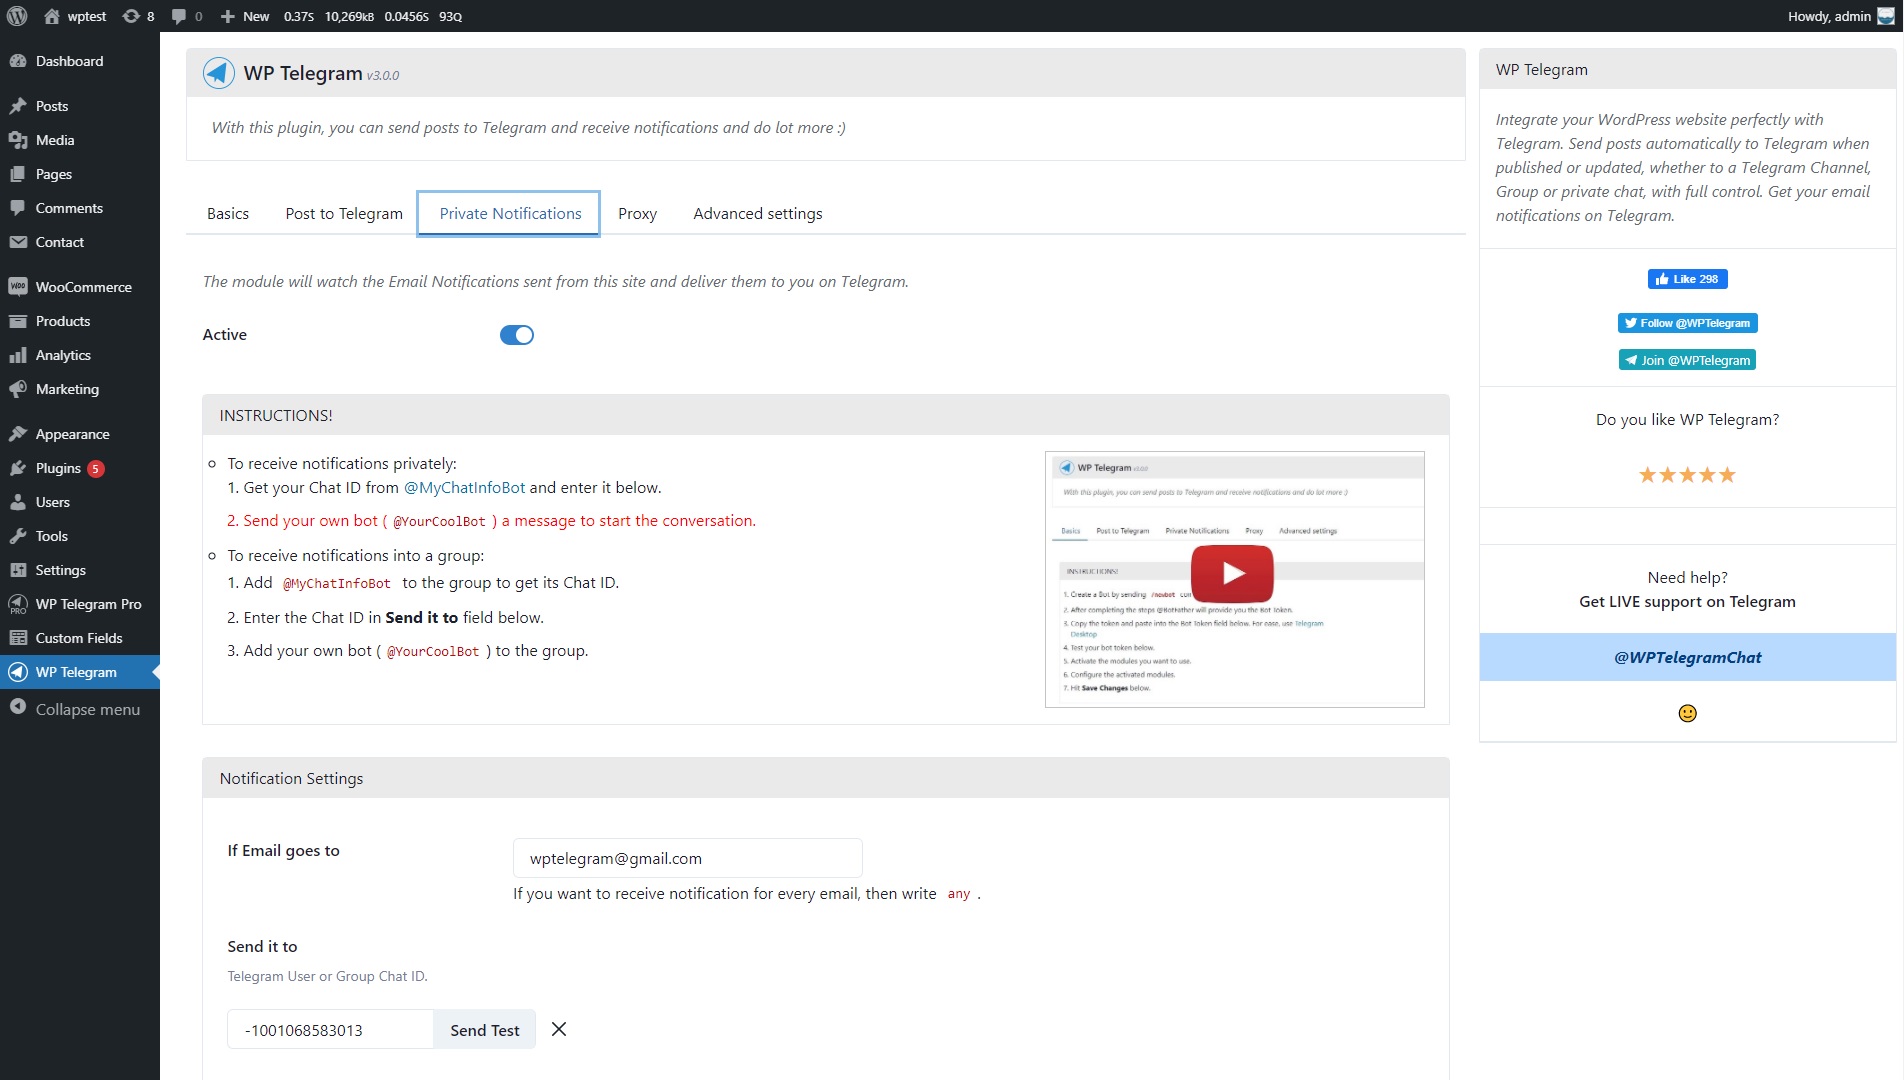 wptest
8
0
New
0.37s 10,269kB 0.0456s 93Q
Howdy, admin
Dashboard
Posts
Media
Pages
Comments
Contact
WooCommerce
Products
Analytics
Marketing
Appearance
Plugins 5
Users
Tools
Settings
WP Telegram Pro
Custom Fields
WP Telegram
Collapse menu
WP Telegram v3.0.0
With this plugin, you can send posts to Telegram and receive notifications and do lot more :)
Basics Post to Telegram Private Notifications Proxy Advanced settings
The module will watch the Email Notifications sent from this site and deliver them to you on Telegram.
Active
INSTRUCTIONS!
To receive notifications privately:
1. Get your Chat ID from @MyChatInfoBot and enter it below.
2. Send your own bot ( @YourCoolBot ) a message to start the conversation.
To receive notifications into a group:
1. Add @MyChatInfoBot to the group to get its Chat ID.
2. Enter the Chat ID in Send it to field below.
3. Add your own bot ( @YourCoolBot ) to the group.
WP Telegram v3.0.0
With this plugin, you can send posts to Telegram and receive notifications and do lot more :)
Basics Post to Telegram Private Notifications Proxy Advanced settings
INSTRUCTIONS!
1. Create a Bot by sending /newbot
2. After completing the steps @BotFather will provide you the Bot Token.
3. Copy the token and paste into the Bot Token field below. For ease, use Telegram
Desktop
4. Test your bot token below.
5. Activate the modules you want to use.
6. Configure the activated modules.
7. Hit Save Changes below.
Notification Settings
If Email goes to
wptelegram@gmail.com
If you want to receive notification for every email, then write any .
Send it to
Telegram User or Group Chat ID.
-1001068583013
Send Test
WP Telegram
Integrate your WordPress website perfectly with
Telegram. Send posts automatically to Telegram when
published or updated, whether to a Telegram Channel,
Group or private chat, with full control. Get your email
notifications on Telegram.
Like 298
Follow @WPTelegram
Join @WPTelegram
Do you like WP Telegram?
Need help?
Get LIVE support on Telegram
@WPTelegramChat